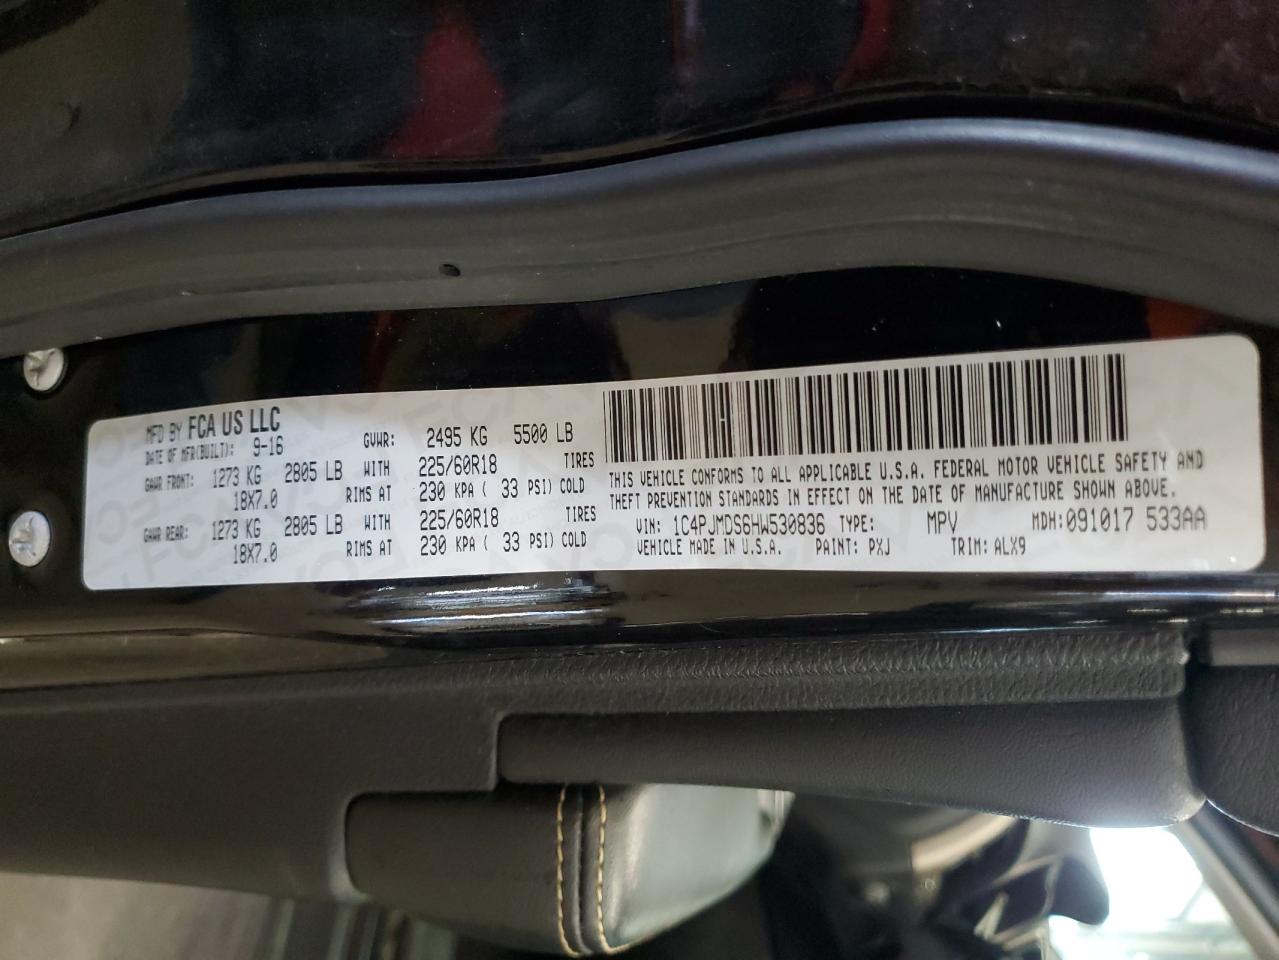 MFD BY FCA US LLC
DATE OF MFR(BUILT): 9-16 GVWR: 2495 KG 5500 LB
GAWR FRONT: 1273 KG 2805 LB WITH 225/60R18 TIRES
18X7.0 RIMS AT 230 KPA ( 33 PSI) COLD
GAWR REAR: 1273 KG 2805 LB WITH 225/60R18 TIRES
18X7.0 RIMS AT 230 KPA ( 33 PSI) COLD
THIS VEHICLE CONFORMS TO ALL APPLICABLE U.S.A. FEDERAL MOTOR VEHICLE SAFETY AND
THEFT PREVENTION STANDARDS IN EFFECT ON THE DATE OF MANUFACTURE SHOWN ABOVE.
VIN: 1C4PJMDS6HW530836 TYPE: MPV MDH:091017 533AA
VEHICLE MADE IN U.S.A. PAINT: PXJ TRIM: ALX9